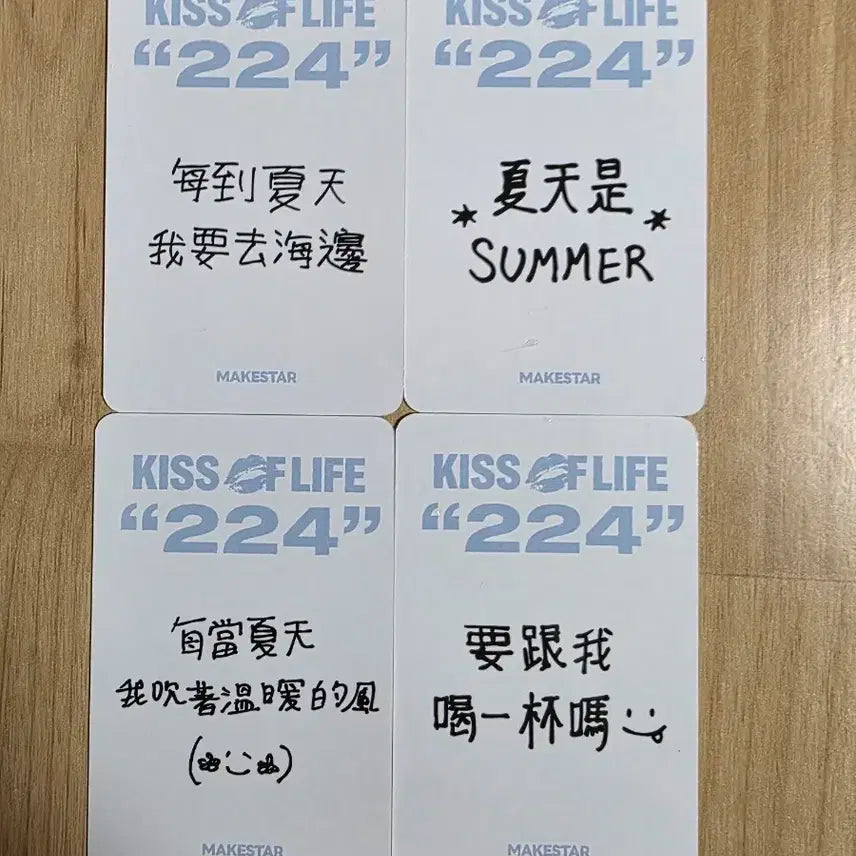 KISS OF LIFE
“224”
每到夏天
我要去海邊
MAKESTAR
KISS OF LIFE
“224”
夏天是
SUMMER
MAKESTAR
KISS OF LIFE
“224”
每當夏天
我吹著溫暖的風
MAKESTAR
KISS OF LIFE
“224”
要跟我
喝一杯嗎
MAKESTAR